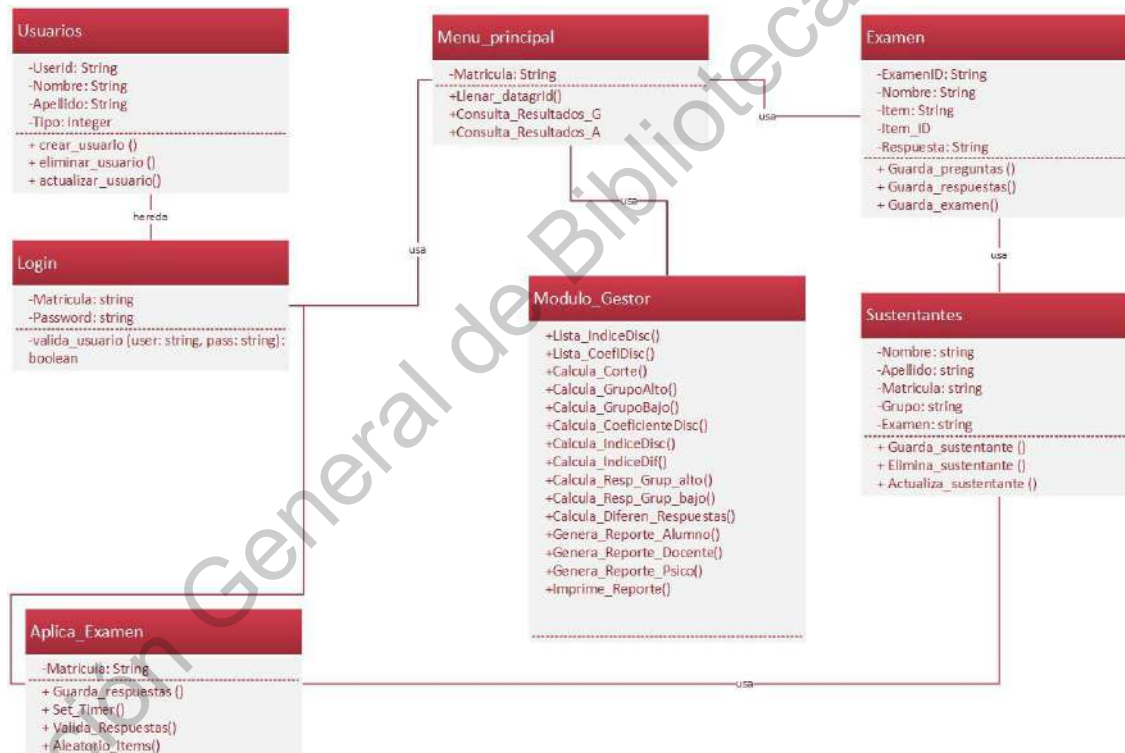 Usuarios
-UserId: String
-Nombre: String
-Apellido: String
-Tipo: Integer
+ crear_usuario ()
+ eliminar_usuario ()
+ actualizar_usuario()
hereda
Login
-Matricula: string
-Password: string
-valida_usuario (user: string, pass: string):
boolean
usa
Menu_principal
-Matricula: String
+Llenar_datagrid()
+Consulta_Resultados_G
+Consulta_Resultados_A
usa
usa
Examen
-ExamenID: String
-Nombre: String
-Item: String
-Item_ID
-Respuesta: String
+ Guarda_preguntas ()
+ Guarda_respuestas()
+ Guarda_examen()
usa
Modulo_Gestor
+Lista_IndiceDisc()
+Lista_CoefiDisc()
+Calcula_Corte()
+Calcula_GrupoAlto()
+Calcula_GrupoBajo()
+Calcula_CoeficienteDisc()
+Calcula_IndiceDisc()
+Calcula_IndiceDif()
+Calcula_Resp_Grup_alto()
+Calcula_Resp_Grup_bajo()
+Calcula_Diferen_Respuestas()
+Genera_Reporte_Alumno()
+Genera_Reporte_Docente()
+Genera_Reporte_Psico()
+Imprime_Reporte()
Sustentantes
-Nombre: string
-Apellido: string
-Matricula: string
-Grupo: string
-Examen: string
+ Guarda_sustentante ()
+ Elimina_sustentante ()
+ Actualiza_sustentante ()
Aplica_Examen
-Matricula: String
+ Guarda_respuestas ()
+ Set_Timer()
+ Valida_Respuestas()
+ Aleatorio_Items()
usa
ción General de Biblioteca